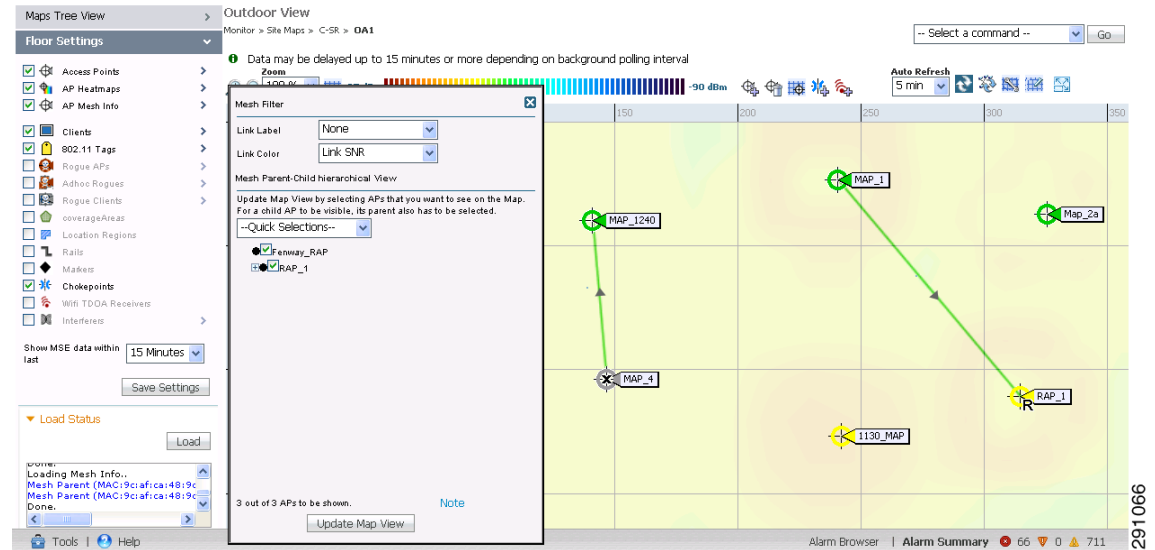 Maps Tree View
Floor Settings
Access Points
AP Heatmaps
AP Mesh Info
Clients
802.11 Tags
Rogue APs
Adhoc Rogues
Rogue Clients
coverageAreas
Location Regions
Rails
Markers
Chokepoints
Wifi TDOA Receivers
Interferers
Show MSE data within last
15 Minutes
Save Settings
Load Status
Load
Done.
Loading Mesh Info..
Mesh Parent (MAC:9c:af:ca:48:9c
Mesh Parent (MAC:9c:af:ca:48:9c
Done.
Outdoor View
Monitor > Site Maps > C-SR > OA1
-- Select a command --
Go
Data may be delayed up to 15 minutes or more depending on background polling interval
Zoom
100 %
-90 dBm
Auto Refresh
5 min
Mesh Filter
Link Label
None
Link Color
Link SNR
Mesh Parent-Child hierarchical View
Update Map View by selecting APs that you want to see on the Map.
For a child AP to be visible, its parent also has to be selected.
--Quick Selections--
Fenway_RAP
RAP_1
3 out of 3 APs to be shown.
Note
Update Map View
150
200
250
300
350
MAP_1
MAP_1240
Map_2a
MAP_4
R
RAP_1
1130_MAP
Tools | Help
Alarm Browser | Alarm Summary 66 0 711
291066